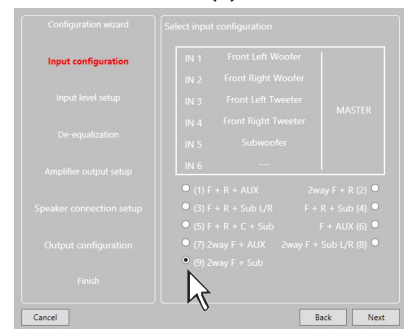 Configuration wizard
Input configuration
Input level setup
De-equalization
Amplifier output setup
Speaker connection setup
Output configuration
Finish
Select input configuration
IN 1 Front Left Woofer
IN 2 Front Right Woofer
IN 3 Front Left Tweeter
IN 4 Front Right Tweeter
IN 5 Subwoofer
IN 6 ---
MASTER
(1) F + R + AUX 2way F + R (2)
(3) F + R + Sub L/R F + R + Sub (4)
(5) F + R + C + Sub F + AUX (6)
(7) 2way F + AUX 2way F + Sub L/R (8)
(9) 2way F + Sub
Cancel Back Next